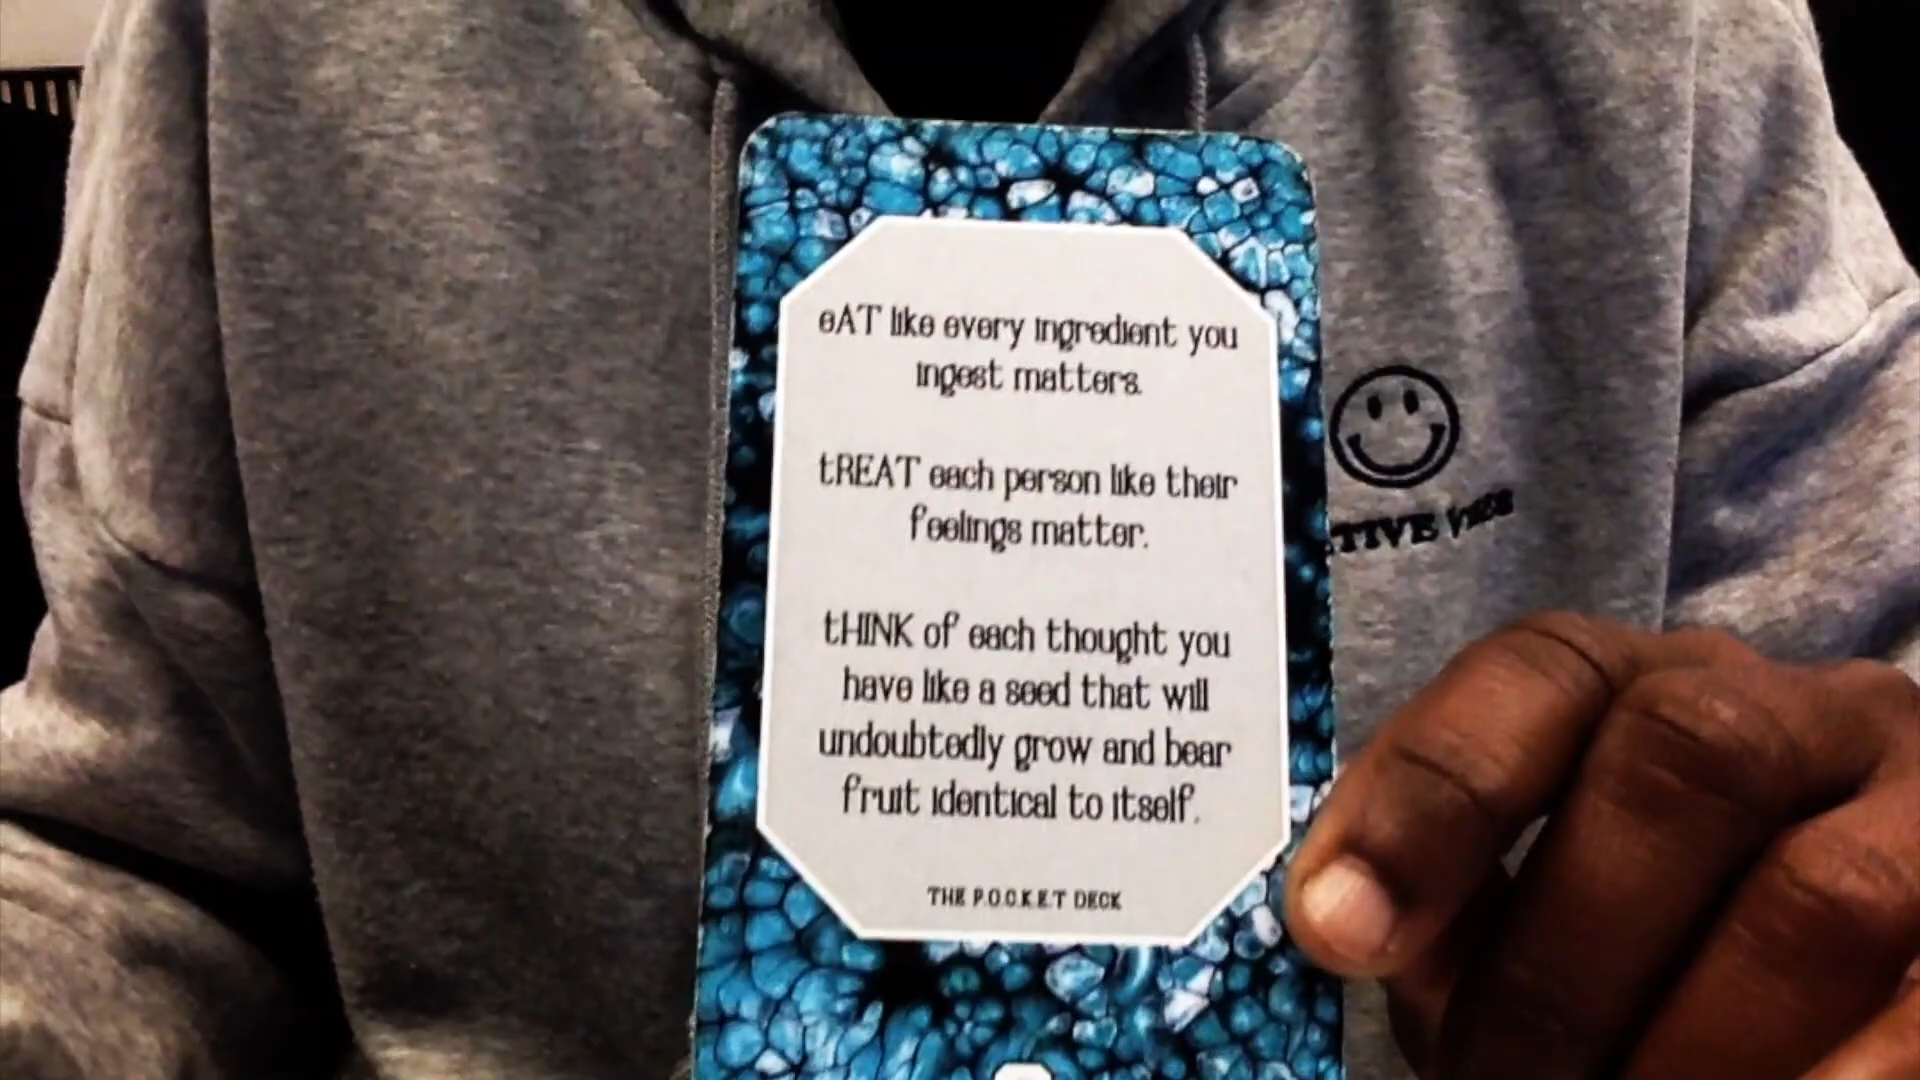 eAT like every ingredient you
ingest matters.
tREAT each person like their
feelings matter.
tHINK of each thought you
have like a seed that will
undoubtedly grow and bear
fruit identical to itself.
THE P.O.C.K.E.T DECK